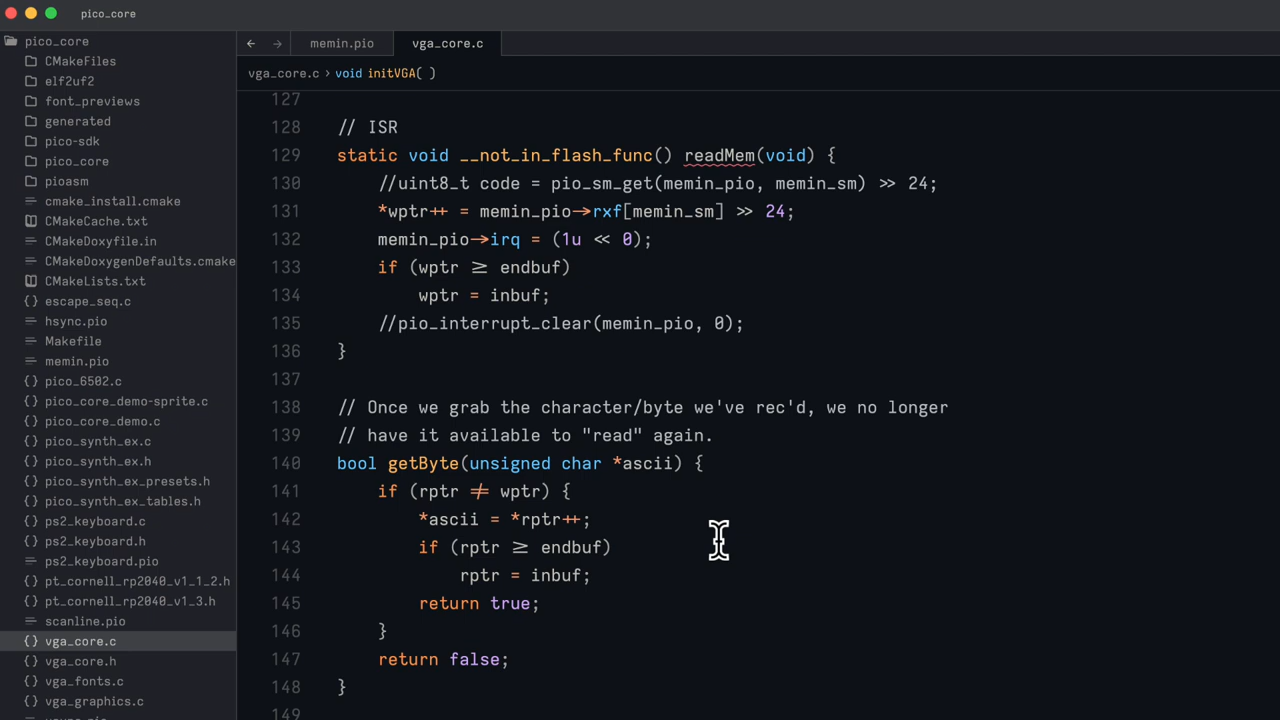 pico_core
pico_core
CMakeFiles
elf2uf2
font_previews
generated
pico-sdk
pico_core
pioasm
cmake_install.cmake
CMakeCache.txt
CMakeDoxyfile.in
CMakeDoxygenDefaults.cmake
CMakeLists.txt
escape_seq.c
hsync.pio
Makefile
memin.pio
pico_6502.c
pico_core_demo-sprite.c
pico_core_demo.c
pico_synth_ex.c
pico_synth_ex.h
pico_synth_ex_presets.h
pico_synth_ex_tables.h
ps2_keyboard.c
ps2_keyboard.h
ps2_keyboard.pio
pt_cornell_rp2040_v1_1_2.h
pt_cornell_rp2040_v1_3.h
scanline.pio
vga_core.c
vga_core.h
vga_fonts.c
vga_graphics.c
← → memin.pio vga_core.c
vga_core.c › void initVGA( )
127
128 // ISR
129 static void __not_in_flash_func() readMem(void) {
130 //uint8_t code = pio_sm_get(memin_pio, memin_sm) >> 24;
131 *wptr++ = memin_pio->rxf[memin_sm] >> 24;
132 memin_pio->irq = (1u << 0);
133 if (wptr >= endbuf)
134 wptr = inbuf;
135 //pio_interrupt_clear(memin_pio, 0);
136 }
137
138 // Once we grab the character/byte we've rec'd, we no longer
139 // have it available to "read" again.
140 bool getByte(unsigned char *ascii) {
141 if (rptr != wptr) {
142 *ascii = *rptr++;
143 if (rptr >= endbuf)
144 rptr = inbuf;
145 return true;
146 }
147 return false;
148 }
149